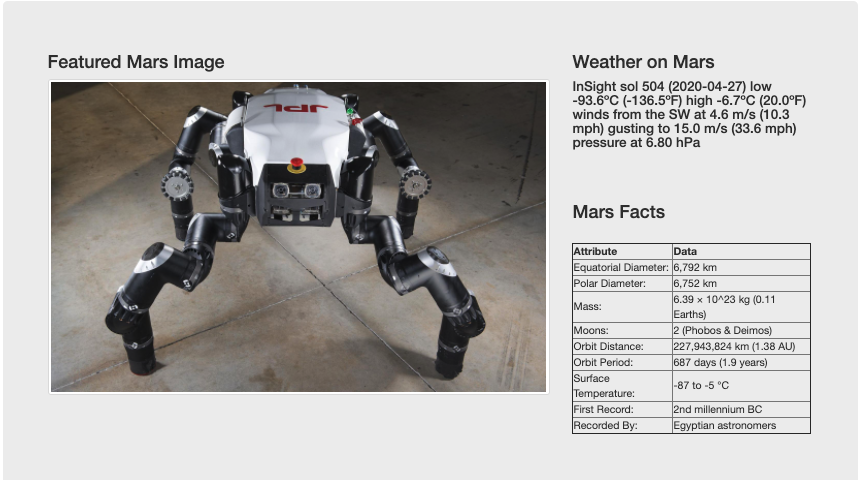 Featured Mars Image
JPL
Weather on Mars
InSight sol 504 (2020-04-27) low
-93.6ºC (-136.5ºF) high -6.7ºC (20.0ºF)
winds from the SW at 4.6 m/s (10.3
mph) gusting to 15.0 m/s (33.6 mph)
pressure at 6.80 hPa
Mars Facts
Attribute Data
Equatorial Diameter: 6,792 km
Polar Diameter: 6,752 km
Mass: 6.39 × 10^23 kg (0.11
Earths)
Moons: 2 (Phobos & Deimos)
Orbit Distance: 227,943,824 km (1.38 AU)
Orbit Period: 687 days (1.9 years)
Surface
Temperature: -87 to -5 °C
First Record: 2nd millennium BC
Recorded By: Egyptian astronomers